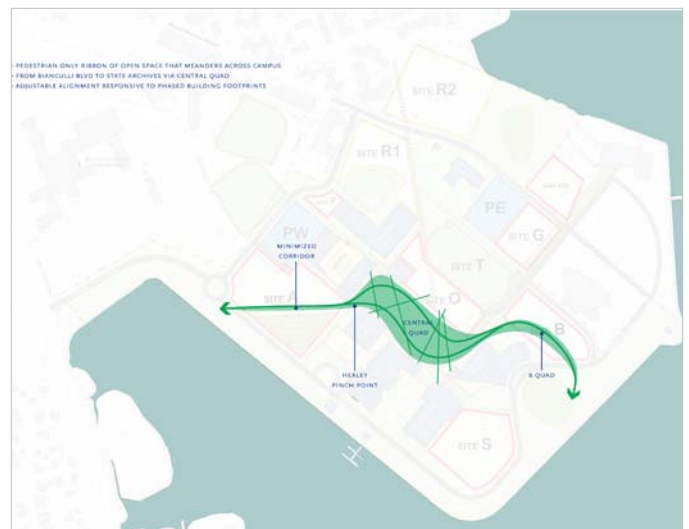 - PEDESTRIAN ONLY RIBBON OF OPEN SPACE THAT MEANDERS ACROSS CAMPUS
- FROM BIANCULLI BLVD TO STATE ARCHIVES VIA CENTRAL QUAD
- ADJUSTABLE ALIGNMENT RESPONSIVE TO PHASED BUILDING FOOTPRINTS
SITE R2
SITE R1
PW
PE
SITE G
MINIMIZED
CORRIDOR
SITE T
SITE A
SITE O
CENTRAL
QUAD
B
HEALEY
PINCH POINT
B QUAD
SITE S